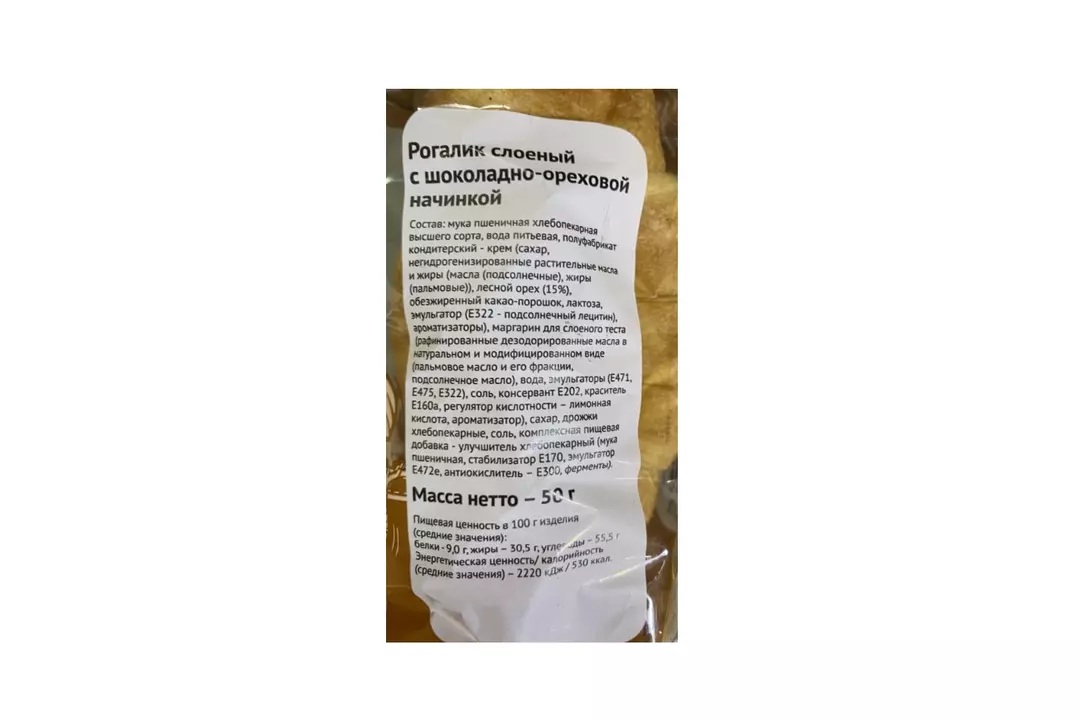 Рогалик слоеный
с шоколадно-ореховой
начинкой
Состав: мука пшеничная хлебопекарная
высшего сорта, вода питьевая, полуфабрикат
кондитерский - крем (сахар,
негидрогенизированные растительные масла
и жиры (масла (подсолнечные), жиры
(пальмовые)), лесной орех (15%),
обезжиренный какао-порошок, лактоза,
эмульгатор (Е322 - подсолнечный лецитин),
ароматизаторы), маргарин для слоеного теста
(рафинированные дезодорированные масла в
натуральном и модифицированном виде
(пальмовое масло и его фракции,
подсолнечное масло), вода, эмульгаторы (Е471,
Е475, Е322), соль, консервант Е202, краситель
Е160а, регулятор кислотности – лимонная
кислота, ароматизатор), сахар, дрожжи
хлебопекарные, соль, комплексная пищевая
добавка - улучшитель хлебопекарный (мука
пшеничная, стабилизатор Е170, эмульгатор
Е472е, антиокислитель – Е300, ферменты).
Масса нетто – 50 г
Пищевая ценность в 100 г изделия
(средние значения):
белки - 9,0 г, жиры – 30,5 г, углеводы – 55,5 г
Энергетическая ценность/ калорийность
(средние значения) – 2220 кДж / 530 ккал.